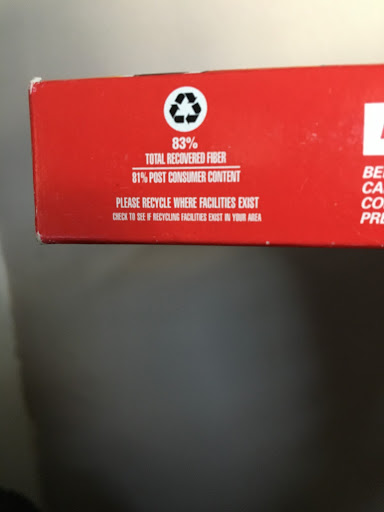 83%
TOTAL RECOVERED FIBER
81% POST CONSUMER CONTENT
PLEASE RECYCLE WHERE FACILITIES EXIST
CHECK TO SEE IF RECYCLING FACILITIES EXIST IN YOUR AREA